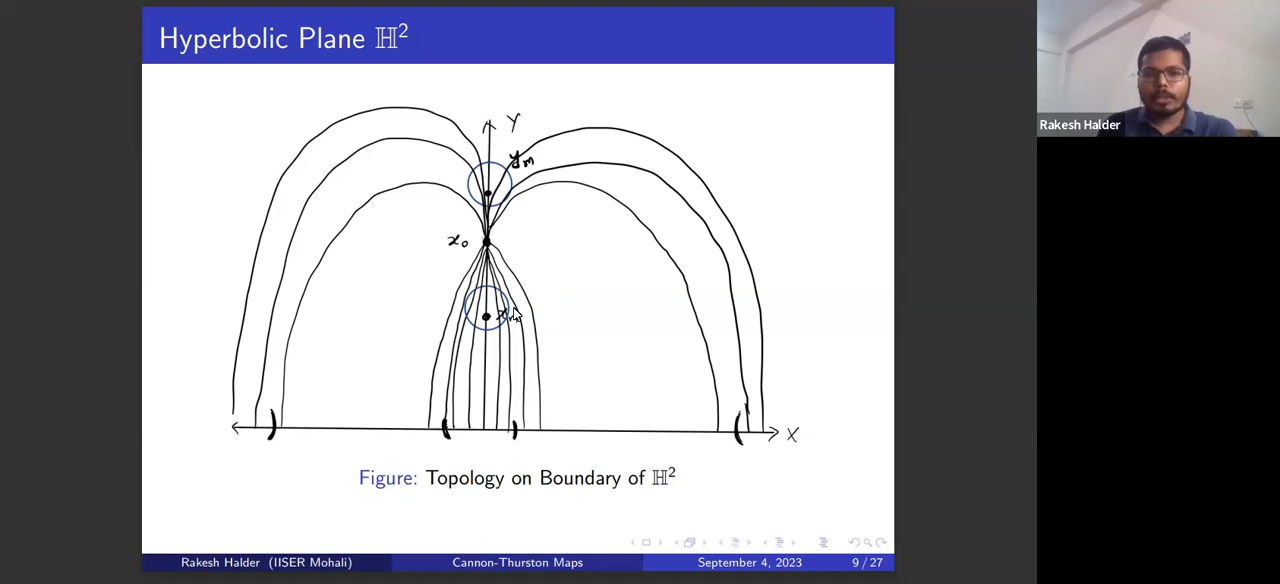 Hyperbolic Plane ℍ²
Y
y_m
x₀
X
Figure: Topology on Boundary of ℍ²
Rakesh Halder (IISER Mohali) Cannon-Thurston Maps September 4, 2023 9 / 27
Rakesh Halder